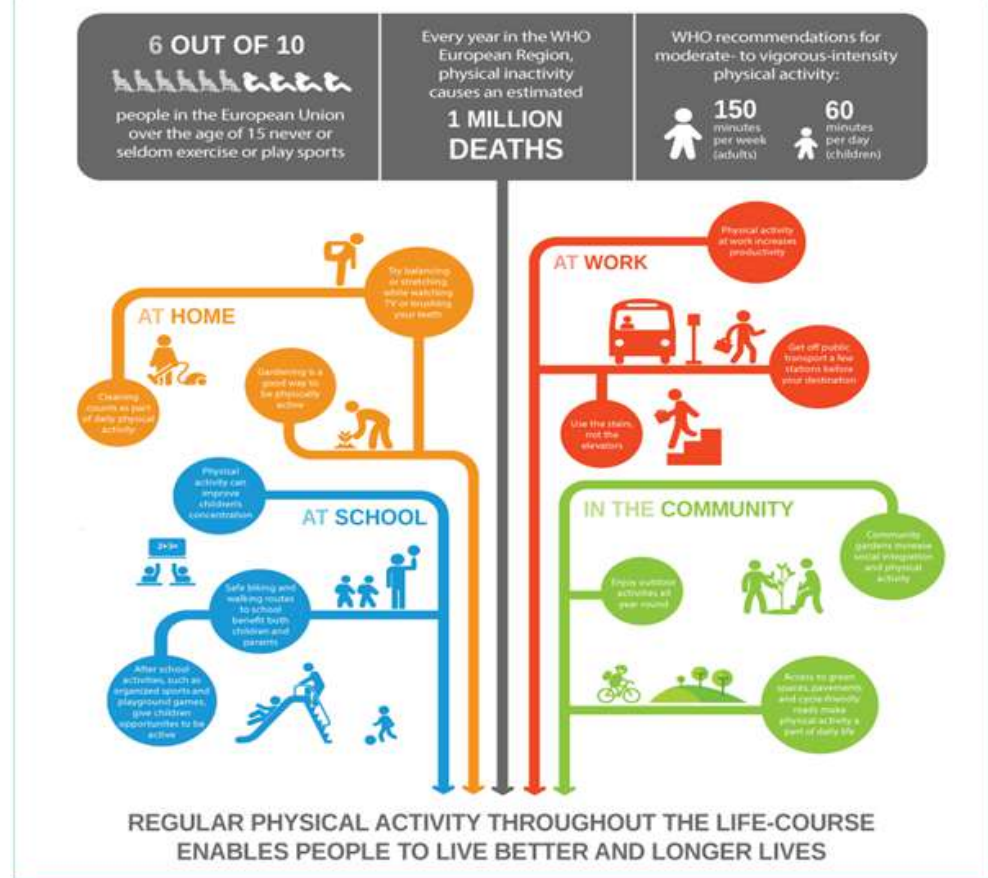 6 OUT OF 10
people in the European Union
over the age of 15 never or
seldom exercise or play sports
Every year in the WHO
European Region,
physical inactivity
causes an estimated
1 MILLION
DEATHS
WHO recommendations for
moderate- to vigorous-intensity
physical activity:
150
minutes
per week
(adults)
60
minutes
per day
(children)
AT HOME
Try balancing
or stretching
while watching
TV or brushing
your teeth
Cleaning
counts as part
of daily physical
activity
Gardening is a
good way to
be physically
active
AT WORK
Physical activity
at work increases
productivity
Get off public
transport a few
stations before
your destination
Use the stairs,
not the
elevators
AT SCHOOL
Physical
activity can
improve
children's
concentration
2+3=
Safe biking and
walking routes
to school
benefit both
children and
parents
After school
activities, such as
organized sports and
playground games,
give children
opportunities to be
active
IN THE COMMUNITY
Community
gardens increase
social integration
and physical
activity
Enjoy outdoor
activities all
year round
Access to green
spaces, pavements
and cycle-friendly
roads make
physical activity a
part of daily life
REGULAR PHYSICAL ACTIVITY THROUGHOUT THE LIFE-COURSE
ENABLES PEOPLE TO LIVE BETTER AND LONGER LIVES